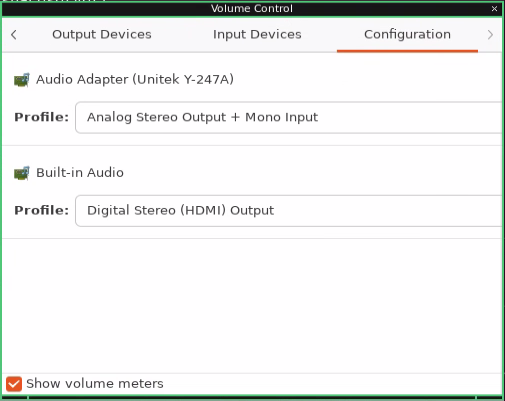 Volume Control
Output Devices Input Devices Configuration
Audio Adapter (Unitek Y-247A)
Profile: Analog Stereo Output + Mono Input
Built-in Audio
Profile: Digital Stereo (HDMI) Output
Show volume meters